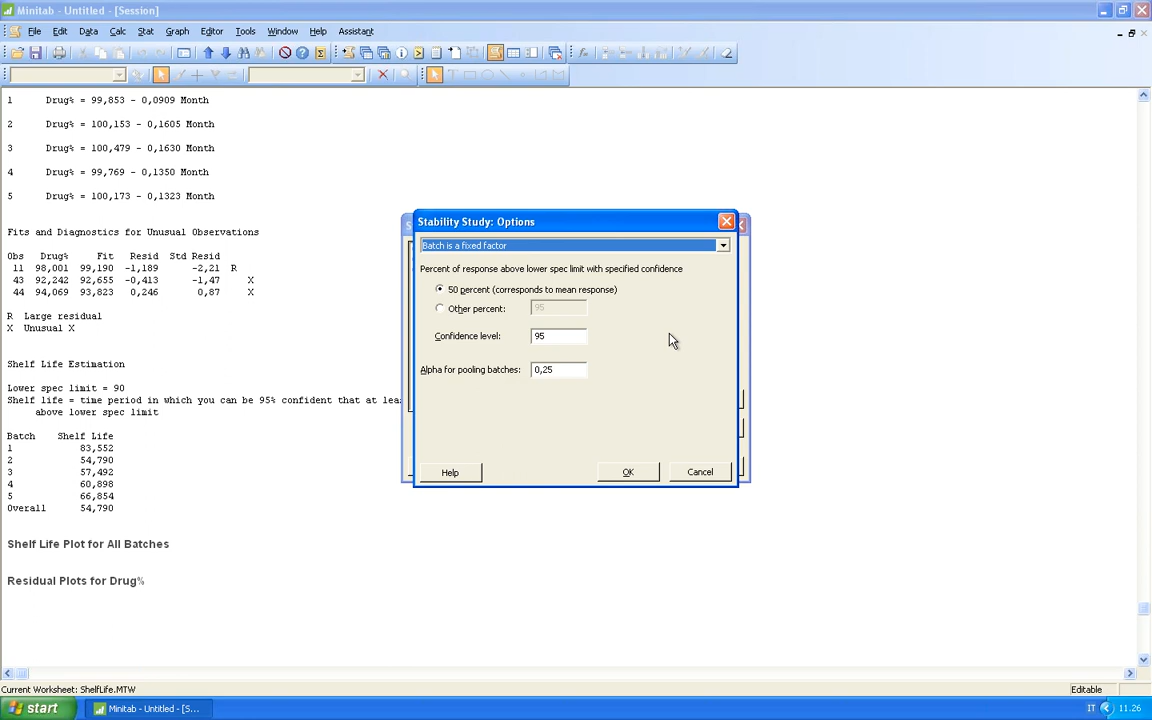 Minitab - Untitled - [Session]
File Edit Data Calc Stat Graph Editor Tools Window Help Assistant
1 Drug% = 99,853 - 0,0909 Month
2 Drug% = 100,153 - 0,1605 Month
3 Drug% = 100,479 - 0,1630 Month
4 Drug% = 99,769 - 0,1350 Month
5 Drug% = 100,173 - 0,1323 Month
Fits and Diagnostics for Unusual Observations
Obs Drug% Fit Resid Std Resid
11 98,001 99,190 -1,189 -2,21 R
43 92,242 92,655 -0,413 -1,47 X
44 94,069 93,823 0,246 0,87 X
R Large residual
X Unusual X
Shelf Life Estimation
Lower spec limit = 90
Shelf life = time period in which you can be 95% confident that at leas
above lower spec limit
Batch Shelf Life
1 83,552
2 54,790
3 57,492
4 60,898
5 66,854
Overall 54,790
Shelf Life Plot for All Batches
Residual Plots for Drug%
Stability Study: Options
Batch is a fixed factor
Percent of response above lower spec limit with specified confidence
50 percent (corresponds to mean response)
Other percent: 95
Confidence level: 95
Alpha for pooling batches: 0,25
Help OK Cancel
Current Worksheet: ShelfLife.MTW Editable
start Minitab - Untitled - [S... IT 11.26